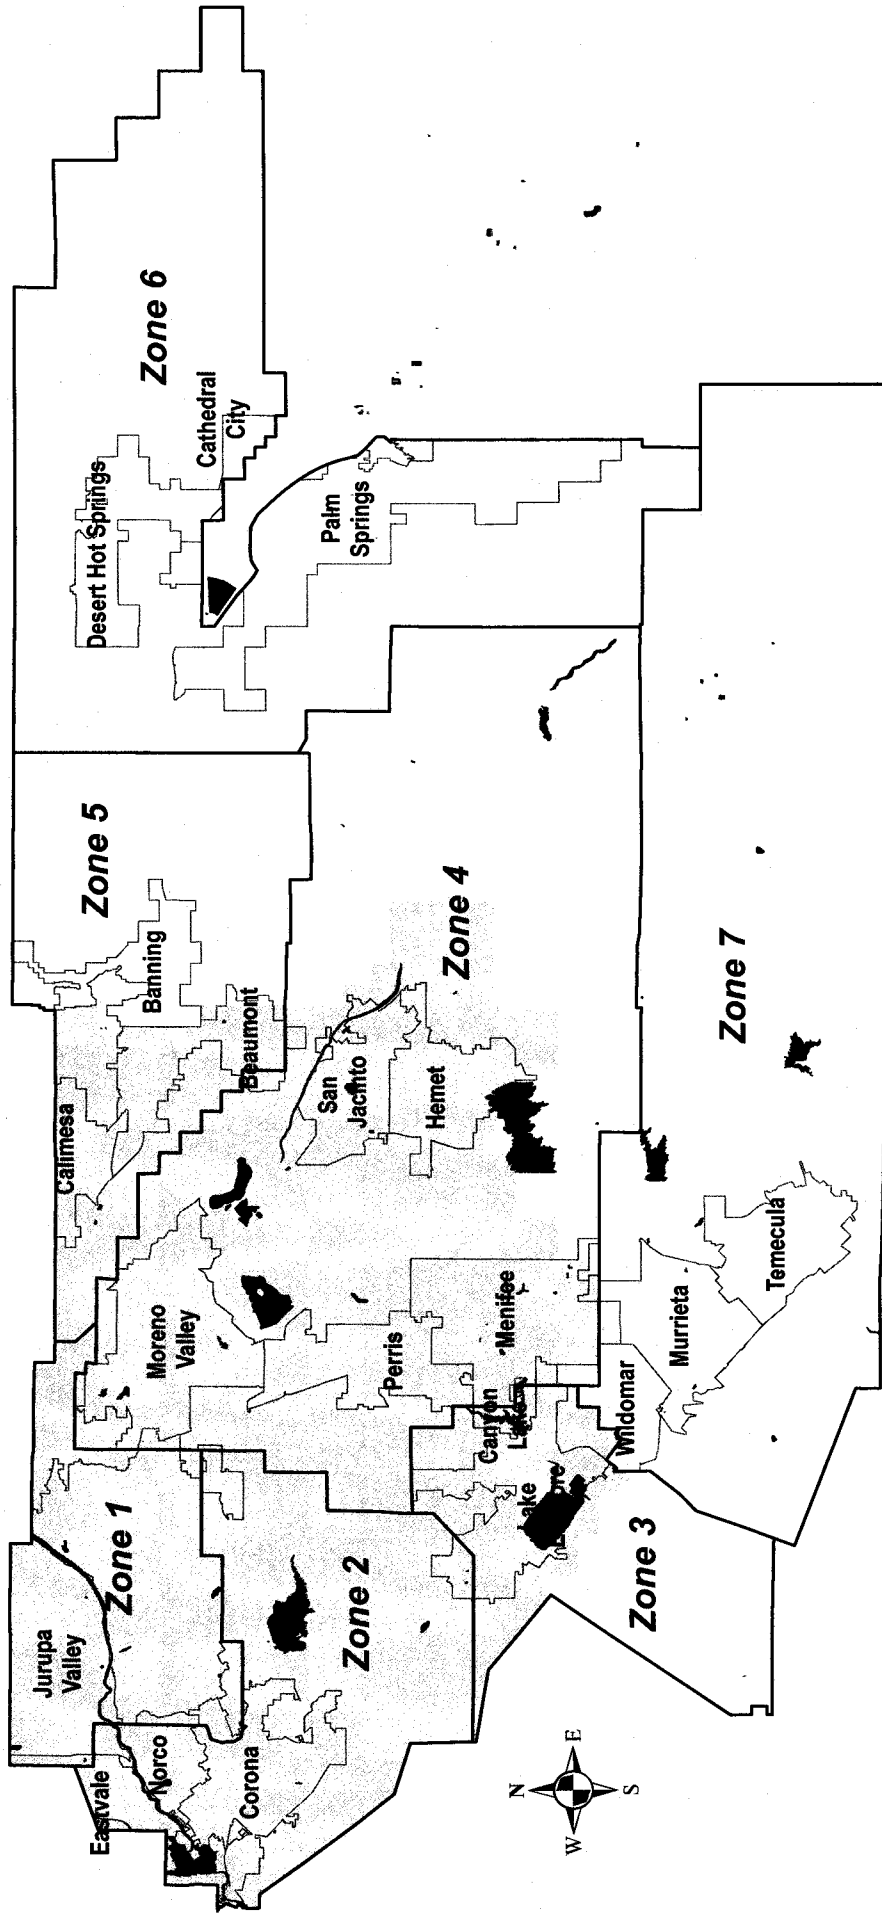 Zone 6
Desert Hot Springs
Cathedral
City
Palm
Springs
Zone 5
Banning
Beaumont
Calimesa
Zone 4
San
Jacinto
Hemet
Moreno
Valley
Perris
Menifee
Canyon
Lake
Zone 7
Temecula
Murrieta
Wildomar
Zone 1
Jurupa
Valley
Eastvale
Norco
Corona
Zone 2
Lake
Zone 3
N
E
S
W